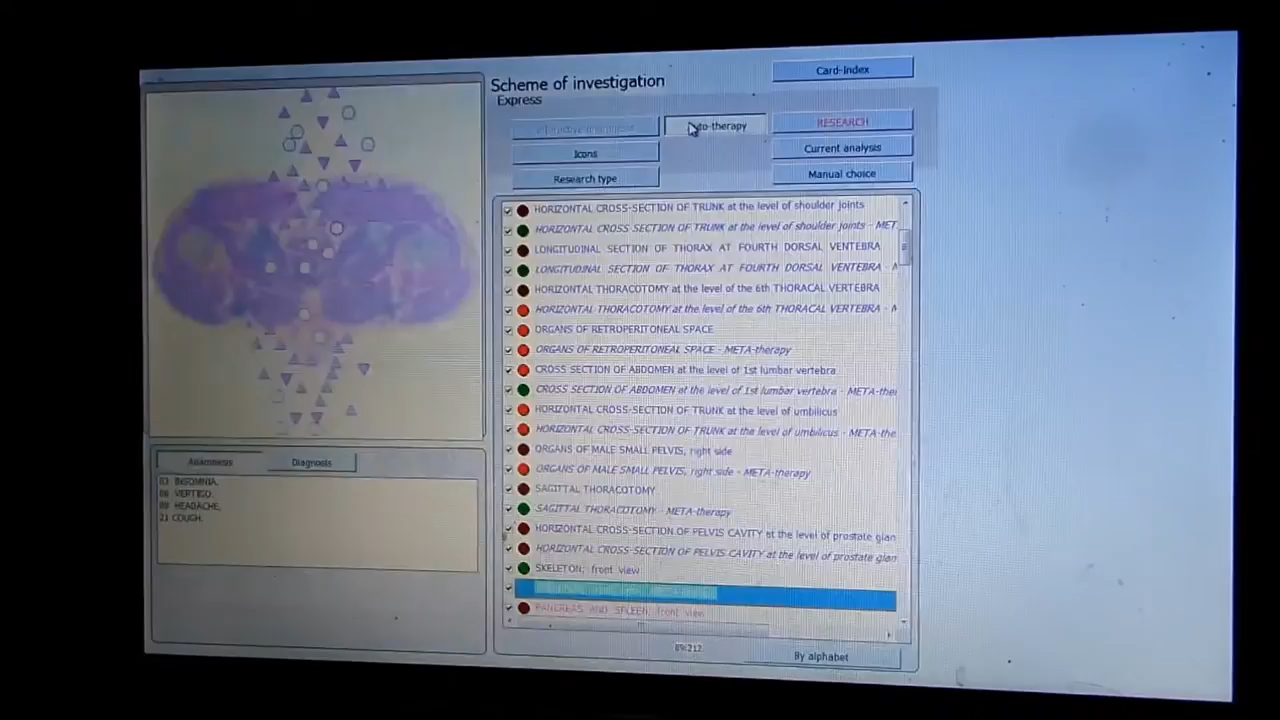 Scheme of investigation
Express
Card-index
to-therapy
RESEARCH
Icons
Current analysis
Research type
Manual choice
HORIZONTAL CROSS-SECTION OF TRUNK at the level of shoulder joints
HORIZONTAL CROSS-SECTION OF TRUNK at the level of shoulder joints - MET
LONGITUDINAL SECTION OF THORAX AT FOURTH DORSAL VENTEBRA
LONGITUDINAL SECTION OF THORAX AT FOURTH DORSAL VENTEBRA - M
HORIZONTAL THORACOTOMY at the level of the 6th THORACAL VERTEBRA
HORIZONTAL THORACOTOMY at the level of the 6th THORACAL VERTEBRA - M
ORGANS OF RETROPERITONEAL SPACE
ORGANS OF RETROPERITONEAL SPACE - META-therapy
CROSS SECTION OF ABDOMEN at the level of 1st lumbar vertebra
CROSS SECTION OF ABDOMEN at the level of 1st lumbar vertebra - META-the
HORIZONTAL CROSS-SECTION OF TRUNK at the level of umbilicus
HORIZONTAL CROSS-SECTION OF TRUNK at the level of umbilicus - META-the
ORGANS OF MALE SMALL PELVIS, right side
ORGANS OF MALE SMALL PELVIS, right side - META-therapy
SAGITTAL THORACOTOMY
SAGITTAL THORACOTOMY - META-therapy
HORIZONTAL CROSS-SECTION OF PELVIS CAVITY at the level of prostate glan
HORIZONTAL CROSS-SECTION OF PELVIS CAVITY at the level of prostate glan
SKELETON; front view
PANCREAS AND SPLEEN; front view
By alphabet
Diagnosis
INSOMNIA.
VERTIGO.
HEADACHE.
21 COUGH.